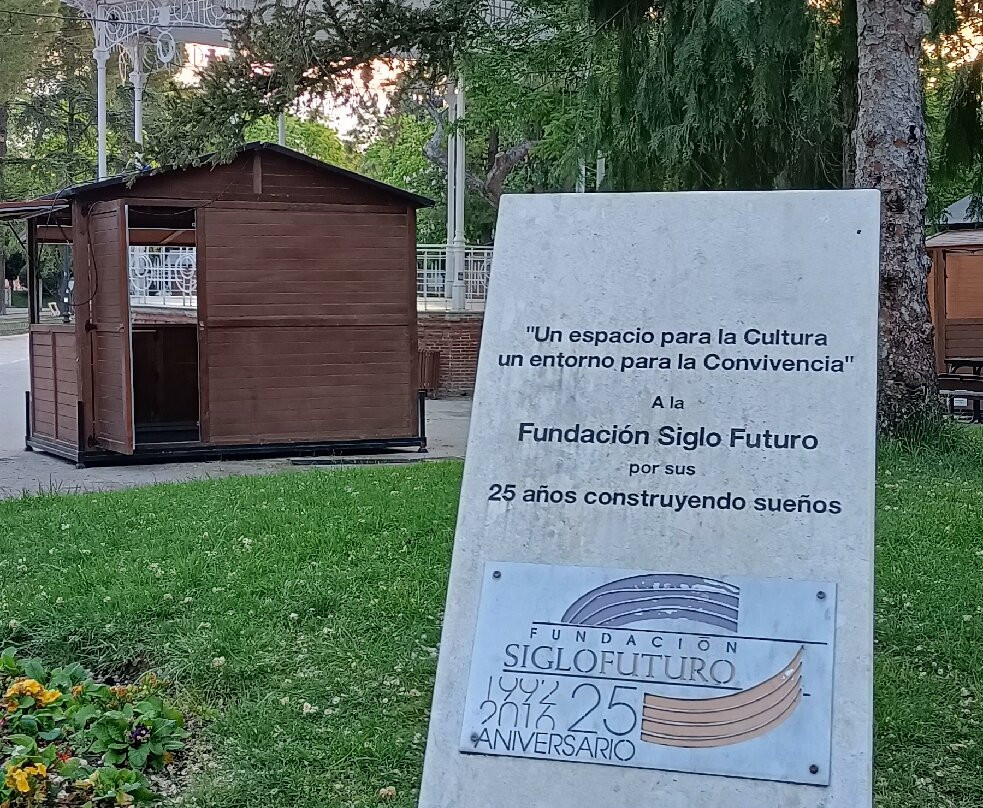 "Un espacio para la Cultura
un entorno para la Convivencia"
A la
Fundación Siglo Futuro
por sus
25 años construyendo sueños
FUNDACIÓN
SIGLOFUTURO
1992
2016 25
ANIVERSARIO